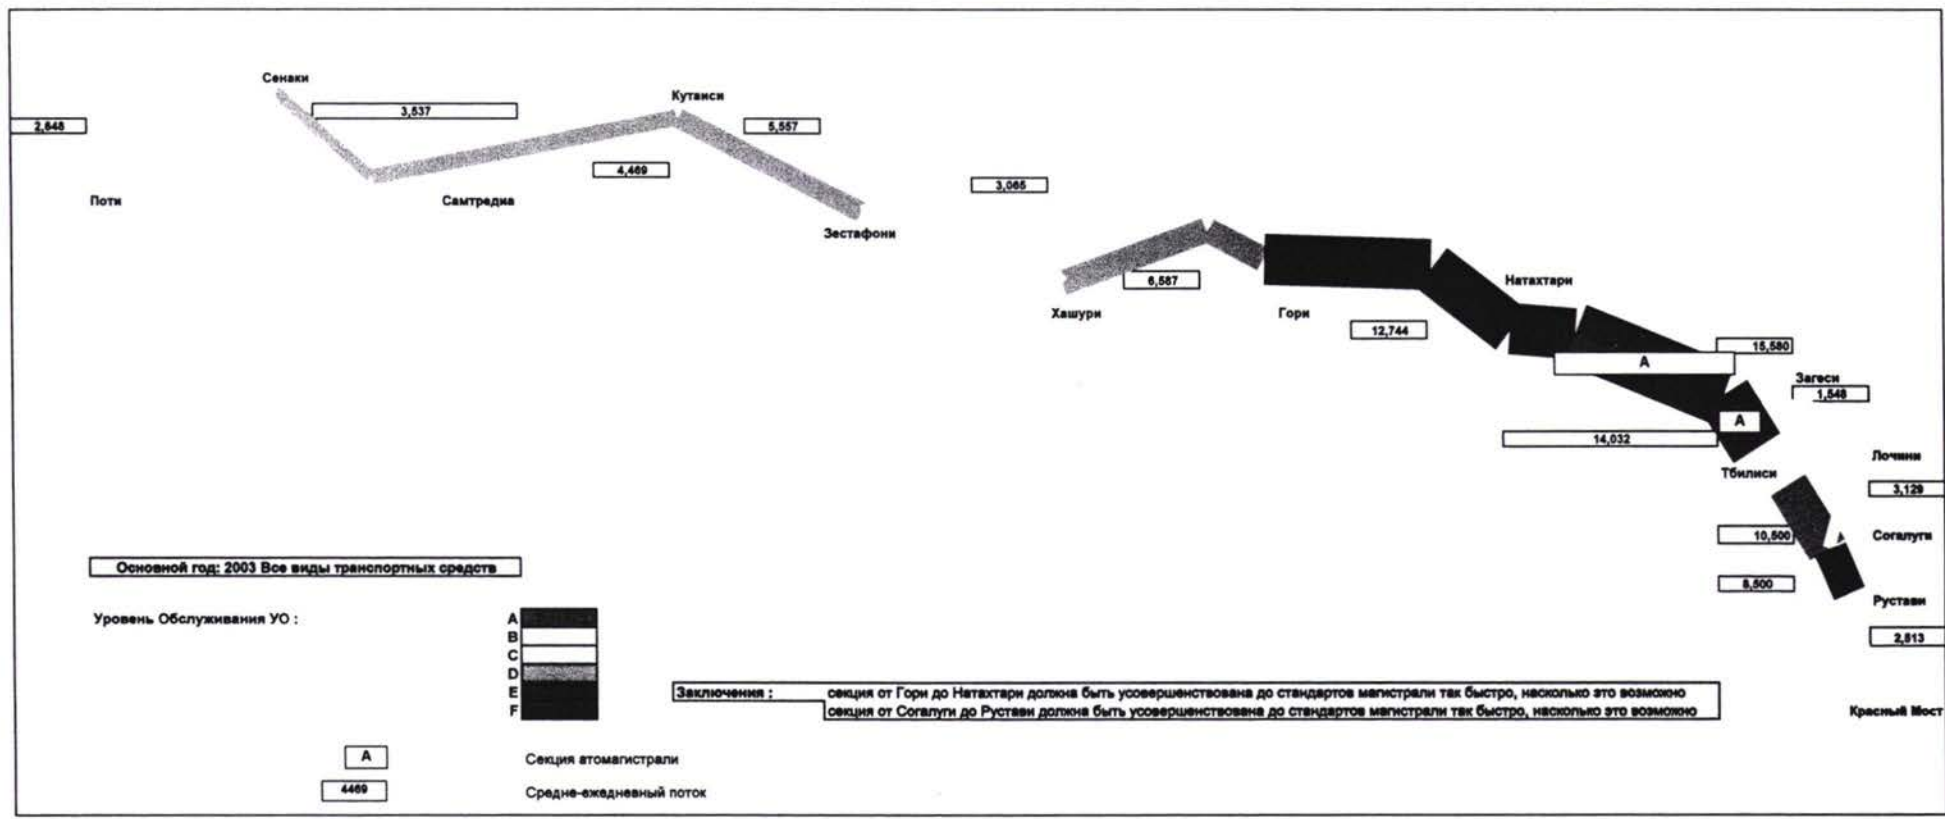 Сенаки
Кутаиси
3,537
2,648
5,557
4,469
3,065
Поти
Самтредиа
Зестафони
6,587
Натахтари
Хашури
Гори
12,744
15,580
A
Загеси
1,548
A
14,032
Лочини
Тбилиси
3,129
10,500
Согалуги
Основной год: 2003 Все виды транспортных средств
8,500
Рустави
Уровень Обслуживания УО :
A
B
C
D
E
F
2,513
Заключения : секция от Гори до Натахтари должна быть усовершенствована до стандартов магистрали так быстро, насколько это возможно
секция от Согалуги до Рустави должна быть усовершенствована до стандартов магистрали так быстро, насколько это возможно
Красный Мост
A Секция атомагистрали
4469 Средне-ежедневный поток